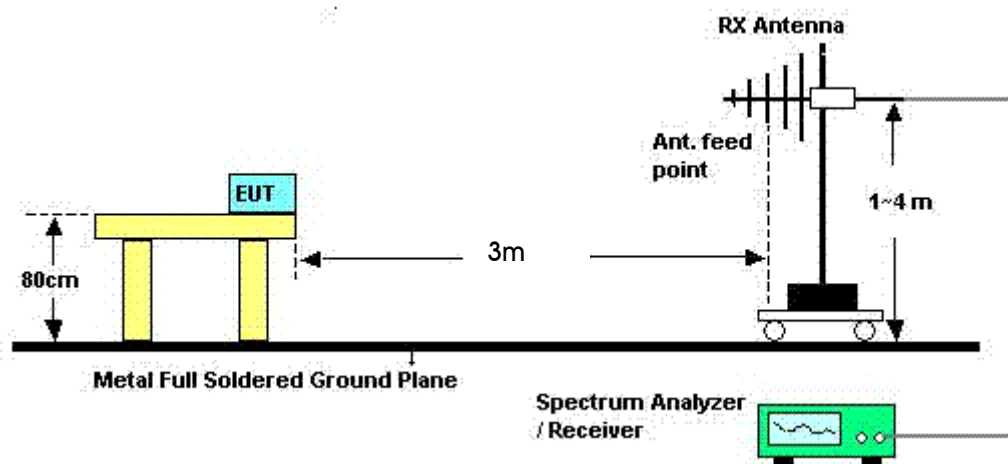 RX Antenna
Ant. feed
point
EUT
1~4 m
3m
80cm
Metal Full Soldered Ground Plane
Spectrum Analyzer
/ Receiver